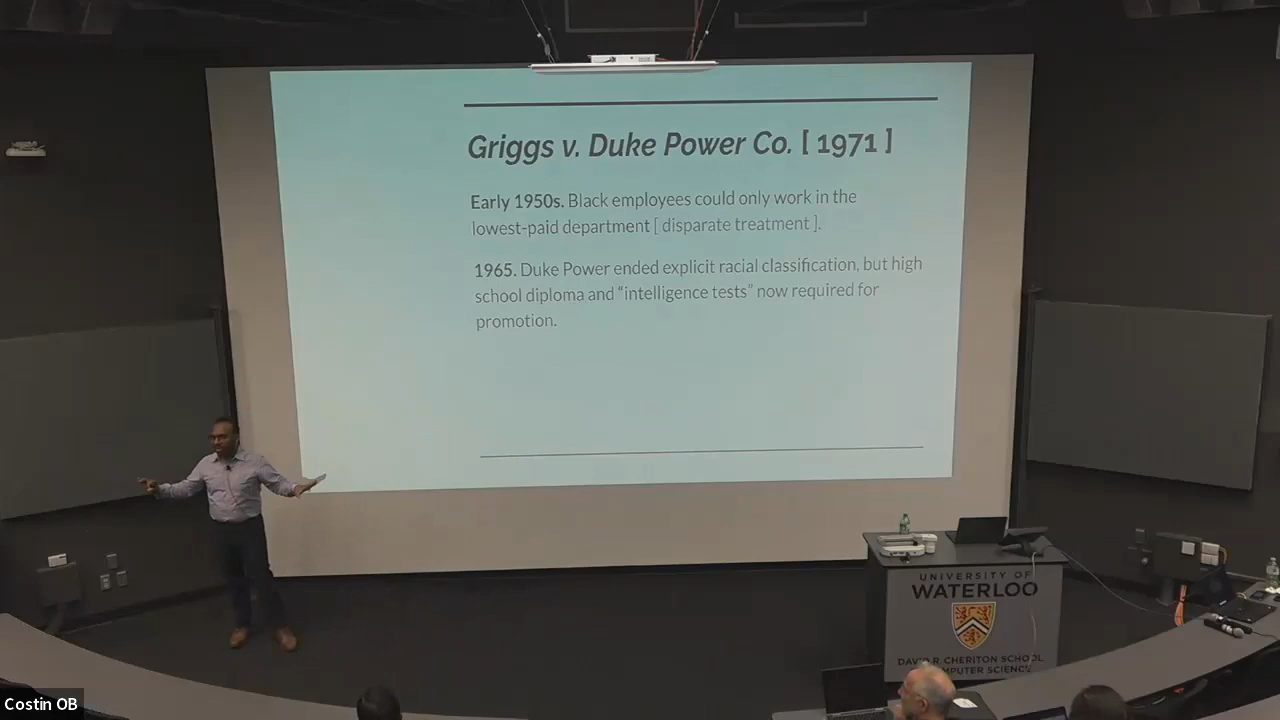 Griggs v. Duke Power Co. [ 1971 ]
Early 1950s. Black employees could only work in the
lowest-paid department [ disparate treatment ].
1965. Duke Power ended explicit racial classification, but high
school diploma and “intelligence tests” now required for
promotion.
UNIVERSITY OF
WATERLOO
DAVID R. CHERITON SCHOOL
COMPUTER SCIENCE
Costin OB